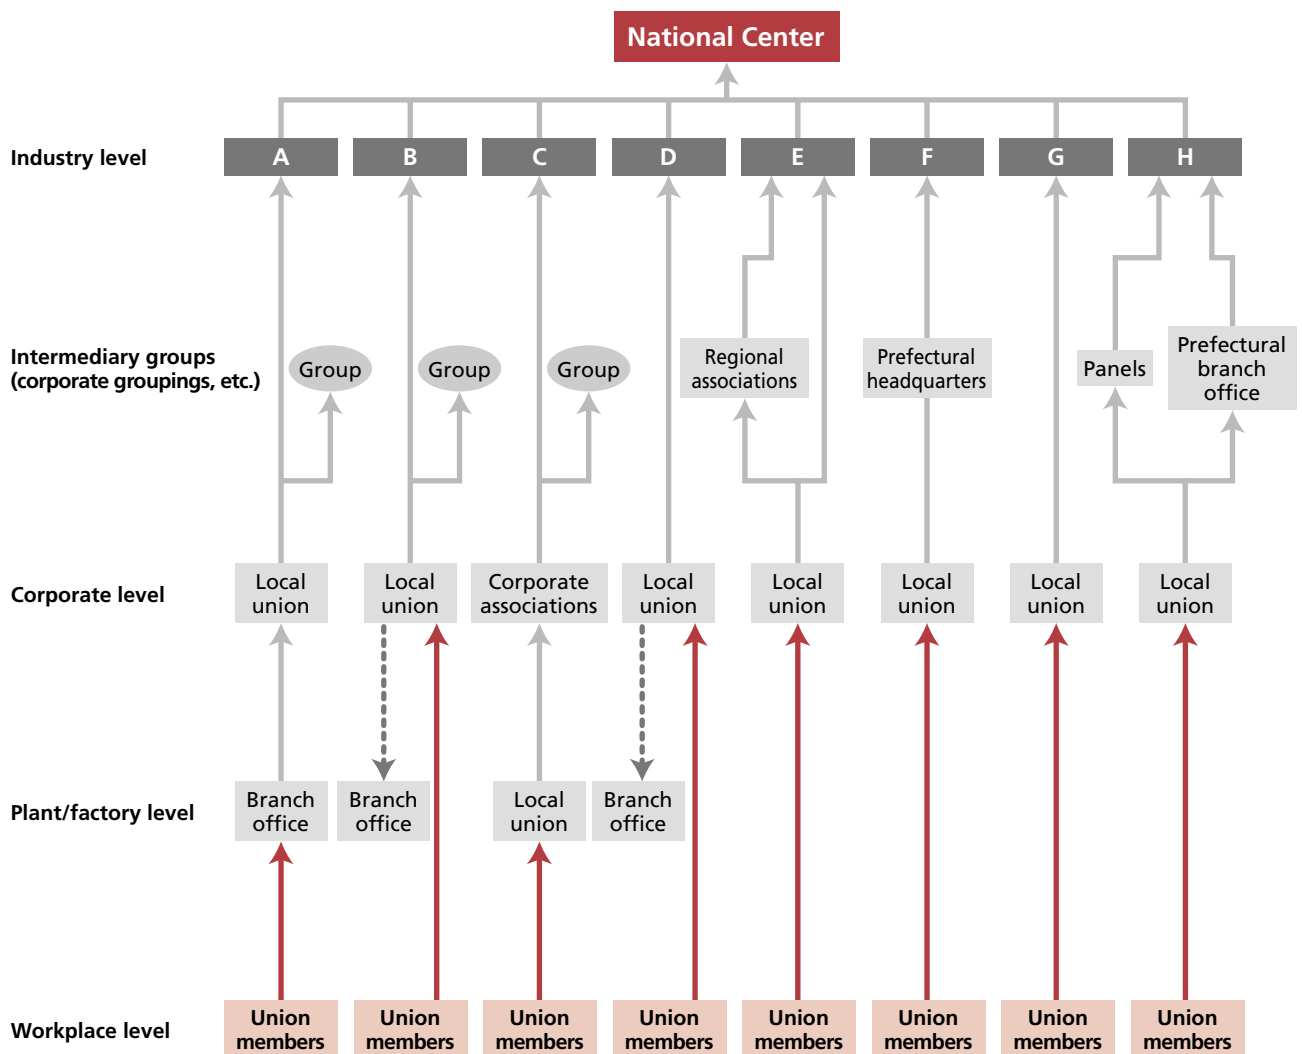 National Center
Industry level
A
B
C
D
E
F
G
H
Intermediary groups
(corporate groupings, etc.)
Group
Group
Group
Regional
associations
Prefectural
headquarters
Panels
Prefectural
branch
office
Corporate level
Local
union
Local
union
Corporate
associations
Local
union
Local
union
Local
union
Local
union
Local
union
Plant/factory level
Branch
office
Branch
office
Local
union
Branch
office
Workplace level
Union
members
Union
members
Union
members
Union
members
Union
members
Union
members
Union
members
Union
members